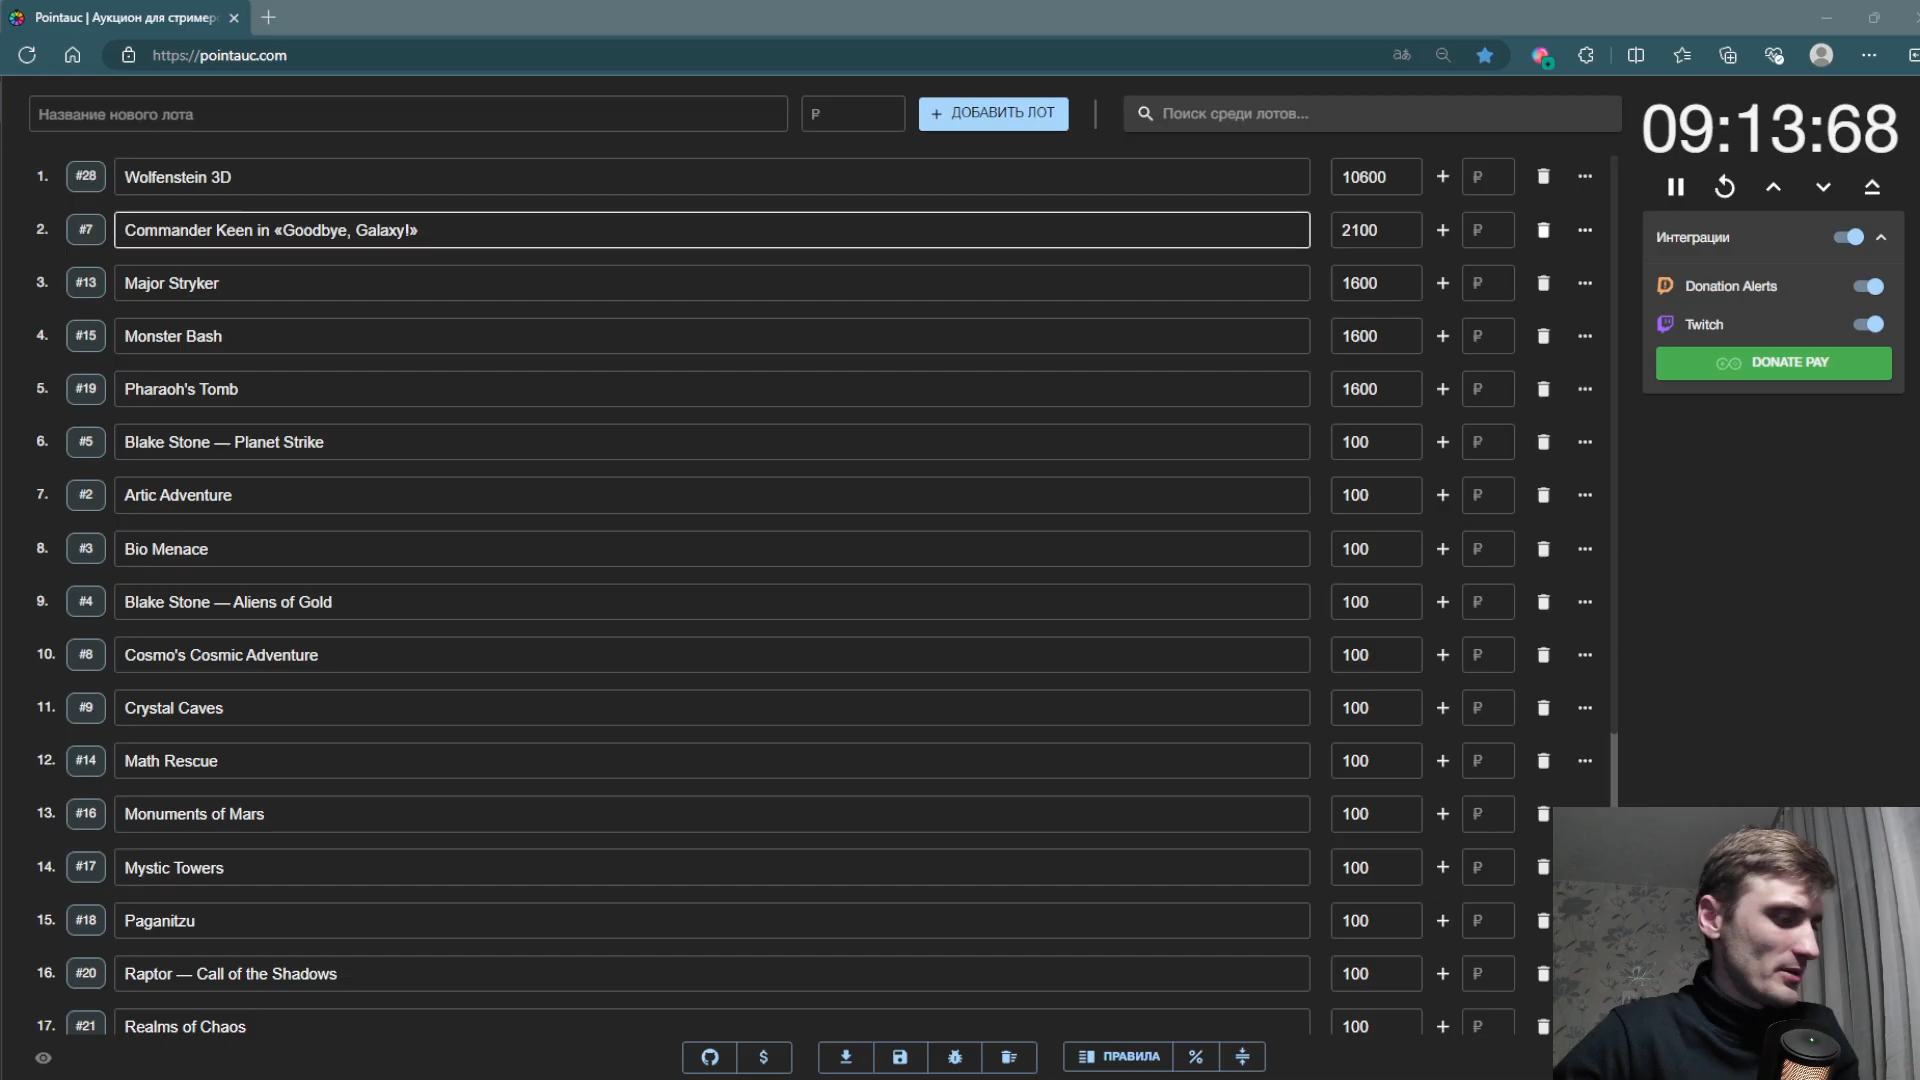 Pointauc | Аукцион для стример
https://pointauc.com
Название нового лота
₽
+ ДОБАВИТЬ ЛОТ
Поиск среди лотов...
09:13:68
1. #28 Wolfenstein 3D 10600 + ₽
2. #7 Commander Keen in «Goodbye, Galaxy!» 2100 + ₽
3. #13 Major Stryker 1600 + ₽
4. #15 Monster Bash 1600 + ₽
5. #19 Pharaoh's Tomb 1600 + ₽
6. #5 Blake Stone — Planet Strike 100 + ₽
7. #2 Artic Adventure 100 + ₽
8. #3 Bio Menace 100 + ₽
9. #4 Blake Stone — Aliens of Gold 100 + ₽
10. #8 Cosmo's Cosmic Adventure 100 + ₽
11. #9 Crystal Caves 100 + ₽
12. #14 Math Rescue 100 + ₽
13. #16 Monuments of Mars 100 + ₽
14. #17 Mystic Towers 100 + ₽
15. #18 Paganitzu 100 + ₽
16. #20 Raptor — Call of the Shadows 100 + ₽
17. #21 Realms of Chaos 100 + ₽
Интеграции
Donation Alerts
Twitch
DONATE PAY
$
ПРАВИЛА
%